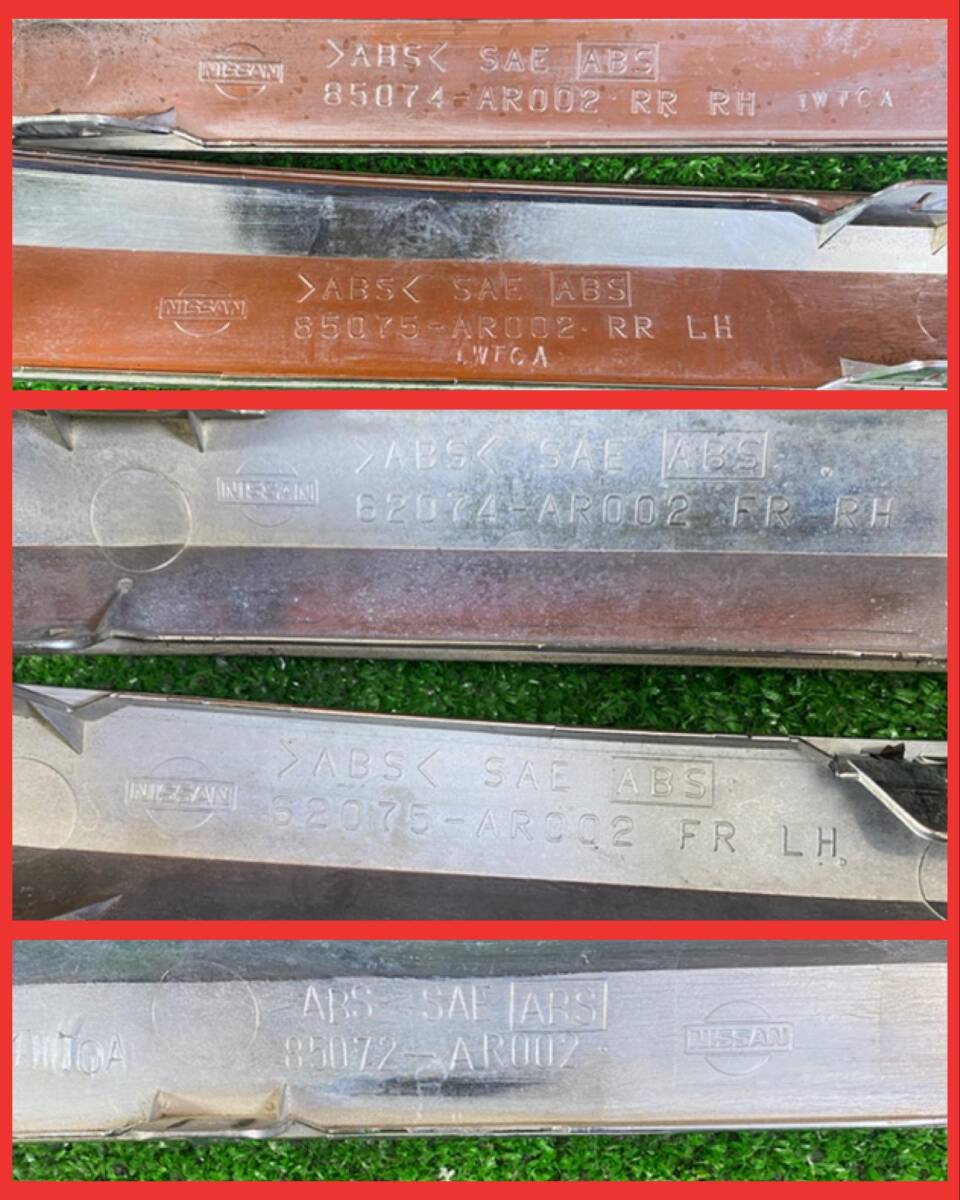 NISSAN
>ABS< SAE ABS
85074-AR002 RR RH
NISSAN
>ABS< SAE ABS
85075-AR002 RR LH
NISSAN
>ABS< SAE ABS
62074-AR002 FR RH
NISSAN
>ABS< SAE ABS
62075-AR002 FR LH
>ABS< SAE ABS
85072-AR002
NISSAN